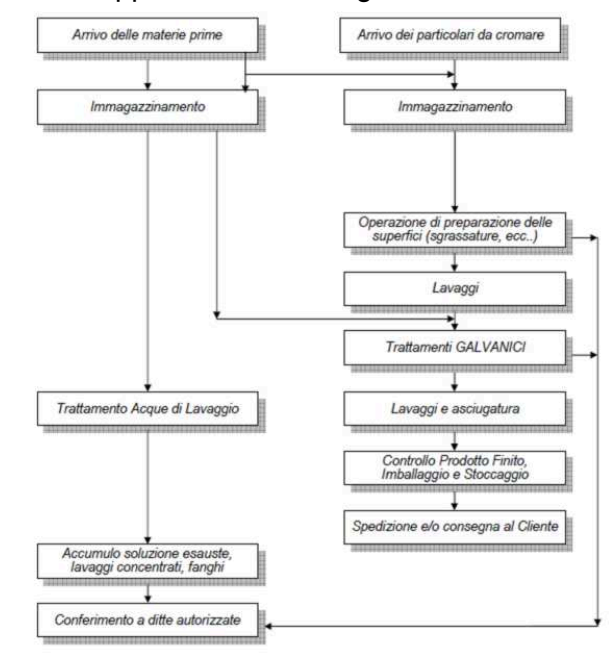 Arrivo delle materie prime
Arrivo dei particolari da cromare
Immagazzinamento
Immagazzinamento
Operazione di preparazione delle
superfici (sgrassature, ecc..)
Lavaggi
Trattamenti GALVANICI
Trattamento Acque di Lavaggio
Lavaggi e asciugatura
Controllo Prodotto Finito,
Imballaggio e Stoccaggio
Spedizione e/o consegna al Cliente
Accumulo soluzione esauste,
lavaggi concentrati, fanghi
Conferimento a ditte autorizzate